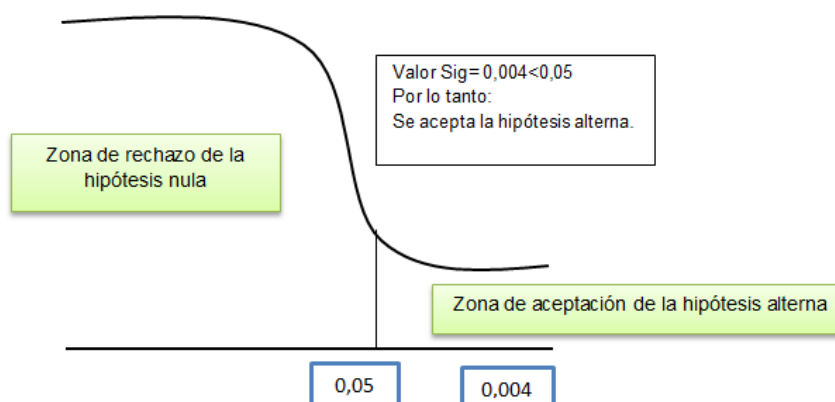 Valor Sig= 0,004<0,05
Por lo tanto:
Se acepta la hipótesis alterna.
Zona de rechazo de la
hipótesis nula
Zona de aceptación de la hipótesis alterna
0,05
0,004